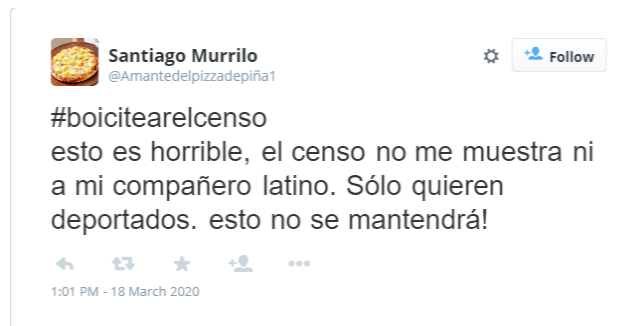 Santiago Murrilo
Follow
@Amantedelpizzadepiña1
#boicitearelcenso
esto es horrible, el censo no me muestra ni
a mi compañero latino. Sólo quieren
deportados. esto no se mantendrá!
1:01 PM - 18 March 2020